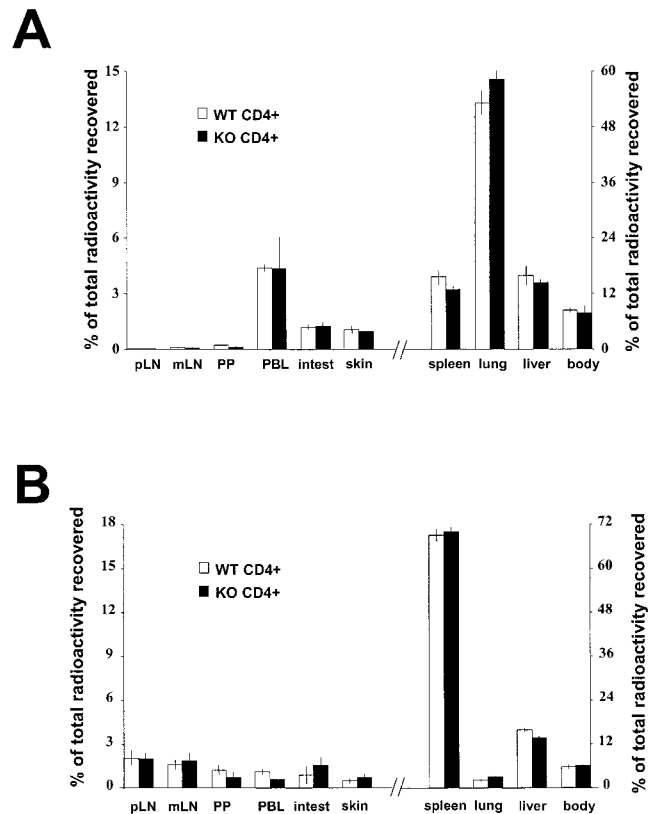 A
% of total radioactivity recovered
15
12
9
6
3
0
WT CD4+
KO CD4+
60
48
36
24
12
0
% of total radioactivity recovered
pLN mLN PP PBL intest skin // spleen lung liver body
B
% of total radioactivity recovered
18
15
12
9
6
3
0
WT CD4+
KO CD4+
72
60
48
36
24
12
0
% of total radioactivity recovered
pLN mLN PP PBL intest skin // spleen lung liver body